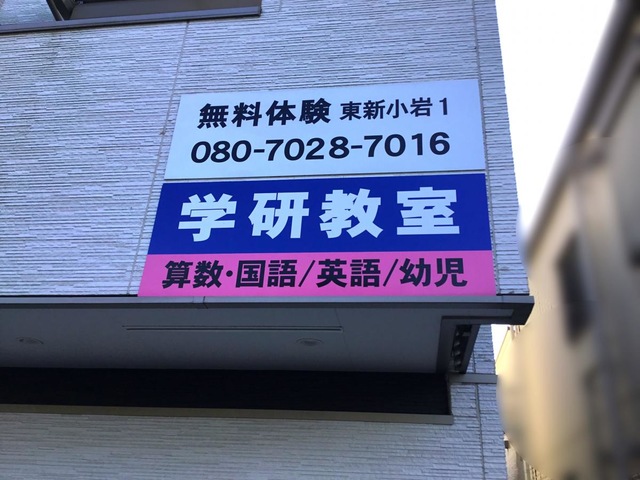 無料体験 東新小岩1
080-7028-7016
学研教室
算数・国語/英語/幼児